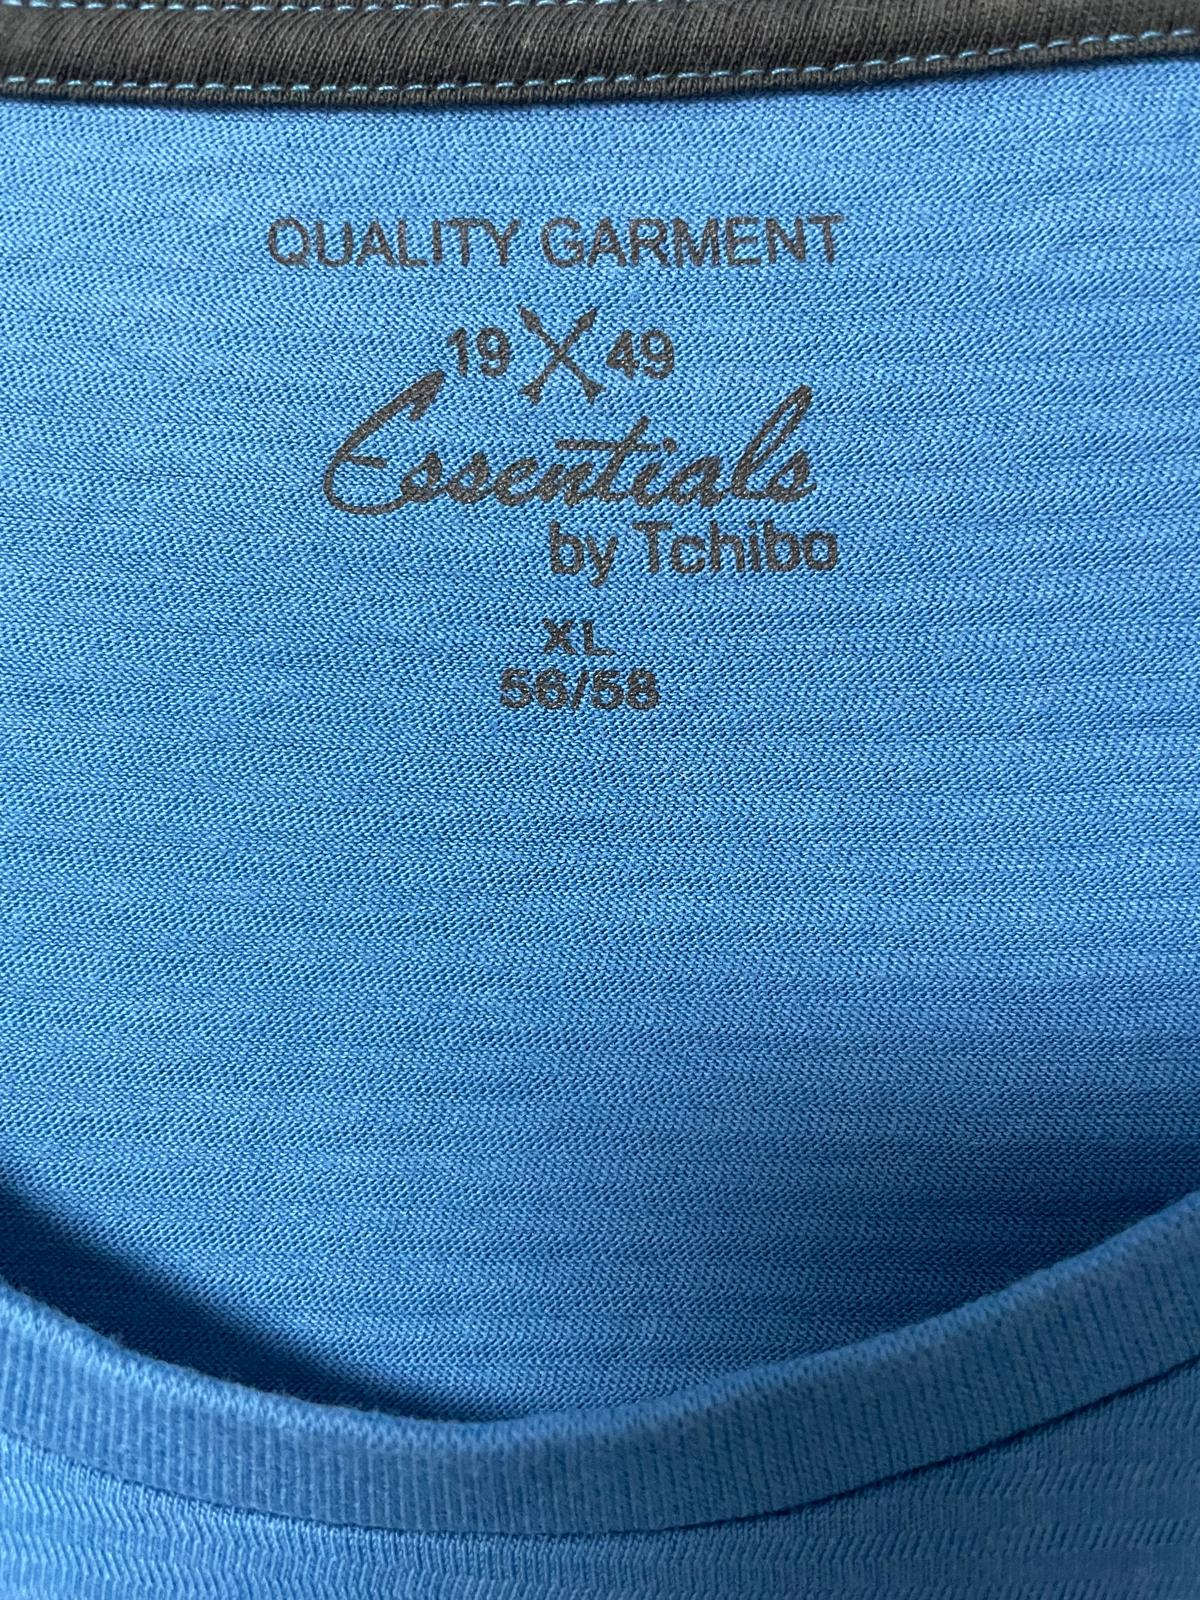 QUALITY GARMENT
19 49
Essentials
by Tchibo
XL
56/58